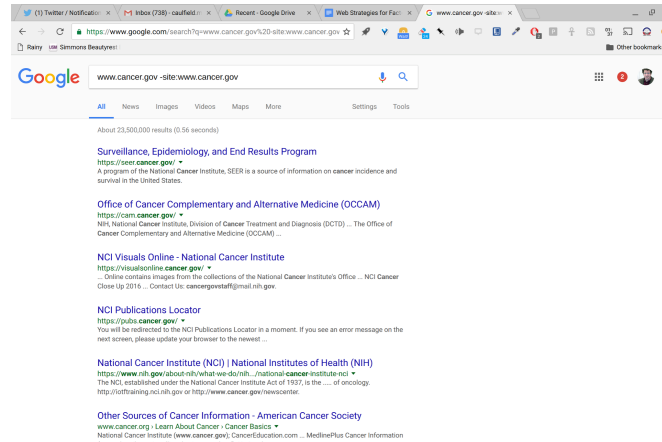 (1) Twitter / Notificatio
Inbox (738) - caulfield.m
Recent - Google Drive
Web Strategies for Fact
www.cancer.gov -site:w
https://www.google.com/search?q=www.cancer.gov%20-site:www.cancer.gov
Rainy
Simmons Beautyrest
Other bookmark
Google
www.cancer.gov -site:www.cancer.gov
2
All News Images Videos Maps More Settings Tools
About 23,500,000 results (0.56 seconds)
Surveillance, Epidemiology, and End Results Program
https://seer.cancer.gov/
A program of the National Cancer Institute, SEER is a source of information on cancer incidence and
survival in the United States.
Office of Cancer Complementary and Alternative Medicine (OCCAM)
https://cam.cancer.gov/
NIH, National Cancer Institute, Division of Cancer Treatment and Diagnosis (DCTD) ... The Office of
Cancer Complementary and Alternative Medicine (OCCAM) ...
NCI Visuals Online - National Cancer Institute
https://visualsonline.cancer.gov/
... Online contains images from the collections of the National Cancer Institute's Office ... NCI Cancer
Close Up 2016 ... Contact Us: cancergovstaff@mail.nih.gov.
NCI Publications Locator
https://pubs.cancer.gov/
You will be redirected to the NCI Publications Locator in a moment. If you see an error message on the
next screen, please update your browser to the newest ...
National Cancer Institute (NCI) | National Institutes of Health (NIH)
https://www.nih.gov/about-nih/what-we-do/nih.../national-cancer-institute-nci
The NCI, established under the National Cancer Institute Act of 1937, is the ..... of oncology.
http://iotftraining.nci.nih.gov or http://www.cancer.gov/newscenter.
Other Sources of Cancer Information - American Cancer Society
www.cancer.org › Learn About Cancer › Cancer Basics
National Cancer Institute (www.cancer.gov); CancerEducation.com ... MedlinePlus Cancer Information